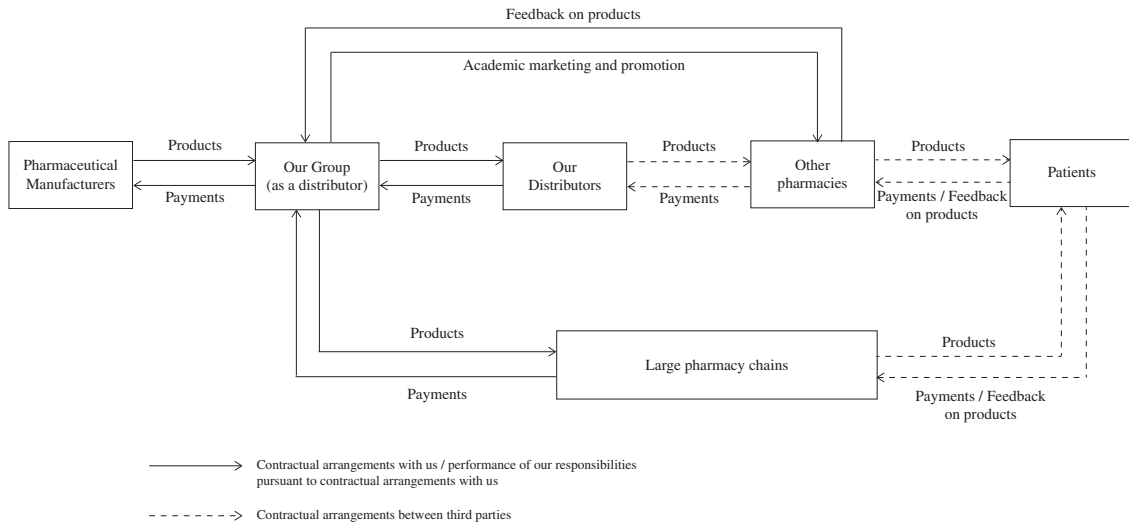 Feedback on products
Academic marketing and promotion
Products
Products
Products
Products
Pharmaceutical
Manufacturers
Our Group
(as a distributor)
Our
Distributors
Other
pharmacies
Patients
Payments
Payments
Payments
Payments / Feedback
on products
Products
Products
Large pharmacy chains
Payments
Payments / Feedback
on products
Contractual arrangements with us / performance of our responsibilities
pursuant to contractual arrangements with us
Contractual arrangements between third parties